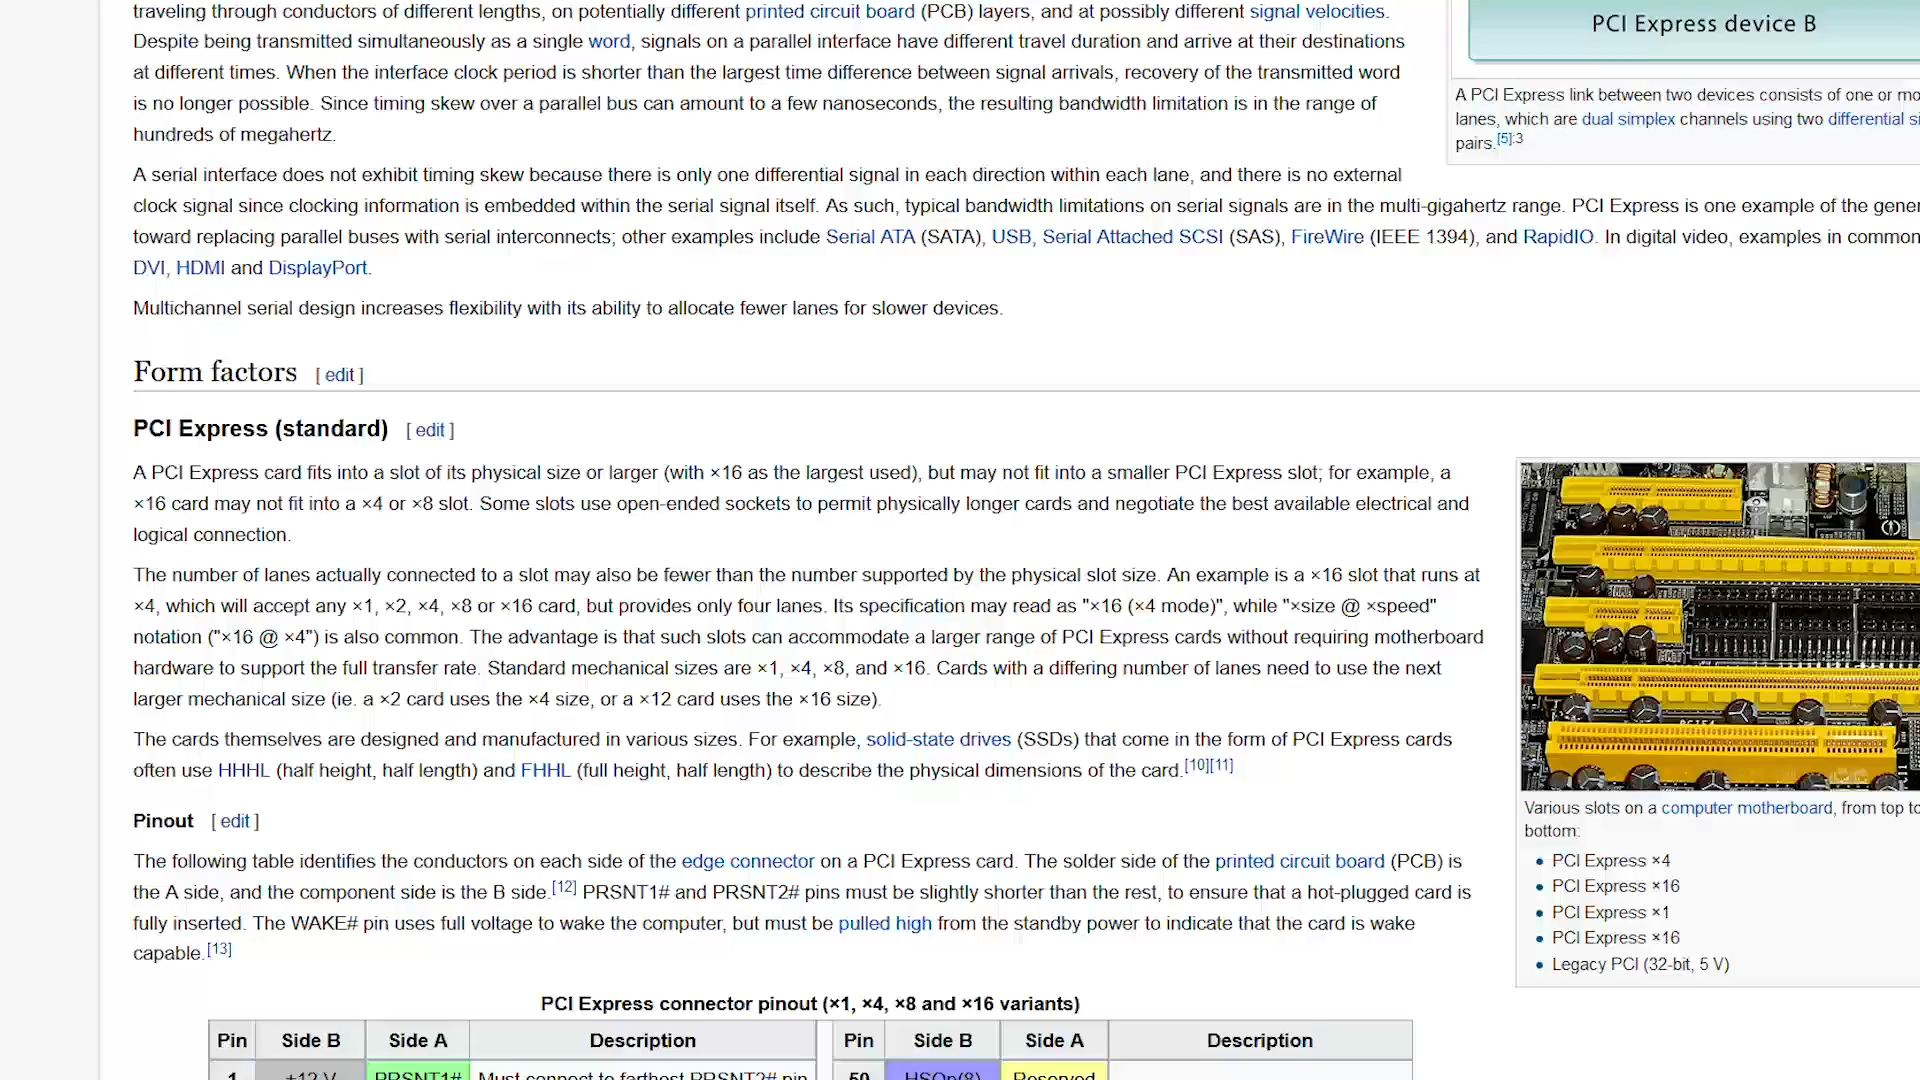 traveling through conductors of different lengths, on potentially different printed circuit board (PCB) layers, and at possibly different signal velocities.
Despite being transmitted simultaneously as a single word, signals on a parallel interface have different travel duration and arrive at their destinations
at different times. When the interface clock period is shorter than the largest time difference between signal arrivals, recovery of the transmitted word
is no longer possible. Since timing skew over a parallel bus can amount to a few nanoseconds, the resulting bandwidth limitation is in the range of
hundreds of megahertz.
PCI Express device B
A PCI Express link between two devices consists of one or mo
lanes, which are dual simplex channels using two differential si
pairs.[5]:3
A serial interface does not exhibit timing skew because there is only one differential signal in each direction within each lane, and there is no external
clock signal since clocking information is embedded within the serial signal itself. As such, typical bandwidth limitations on serial signals are in the multi-gigahertz range. PCI Express is one example of the gener
toward replacing parallel buses with serial interconnects; other examples include Serial ATA (SATA), USB, Serial Attached SCSI (SAS), FireWire (IEEE 1394), and RapidIO. In digital video, examples in common
DVI, HDMI and DisplayPort.
Multichannel serial design increases flexibility with its ability to allocate fewer lanes for slower devices.
Form factors [ edit ]
PCI Express (standard) [ edit ]
A PCI Express card fits into a slot of its physical size or larger (with ×16 as the largest used), but may not fit into a smaller PCI Express slot; for example, a
×16 card may not fit into a ×4 or ×8 slot. Some slots use open-ended sockets to permit physically longer cards and negotiate the best available electrical and
logical connection.
The number of lanes actually connected to a slot may also be fewer than the number supported by the physical slot size. An example is a ×16 slot that runs at
×4, which will accept any ×1, ×2, ×4, ×8 or ×16 card, but provides only four lanes. Its specification may read as "×16 (×4 mode)", while "×size @ ×speed"
notation ("×16 @ ×4") is also common. The advantage is that such slots can accommodate a larger range of PCI Express cards without requiring motherboard
hardware to support the full transfer rate. Standard mechanical sizes are ×1, ×4, ×8, and ×16. Cards with a differing number of lanes need to use the next
larger mechanical size (ie. a ×2 card uses the ×4 size, or a ×12 card uses the ×16 size).
The cards themselves are designed and manufactured in various sizes. For example, solid-state drives (SSDs) that come in the form of PCI Express cards
often use HHHL (half height, half length) and FHHL (full height, half length) to describe the physical dimensions of the card.[10][11]
Various slots on a computer motherboard, from top to
bottom:
• PCI Express ×4
• PCI Express ×16
• PCI Express ×1
• PCI Express ×16
• Legacy PCI (32-bit, 5 V)
Pinout [ edit ]
The following table identifies the conductors on each side of the edge connector on a PCI Express card. The solder side of the printed circuit board (PCB) is
the A side, and the component side is the B side.[12] PRSNT1# and PRSNT2# pins must be slightly shorter than the rest, to ensure that a hot-plugged card is
fully inserted. The WAKE# pin uses full voltage to wake the computer, but must be pulled high from the standby power to indicate that the card is wake
capable.[13]
PCI Express connector pinout (×1, ×4, ×8 and ×16 variants)
Pin Side B Side A Description Pin Side B Side A Description
1 +12 V PRSNT1# Must connect to farthest PRSNT2# pin 50 HSOp(8) Reserved